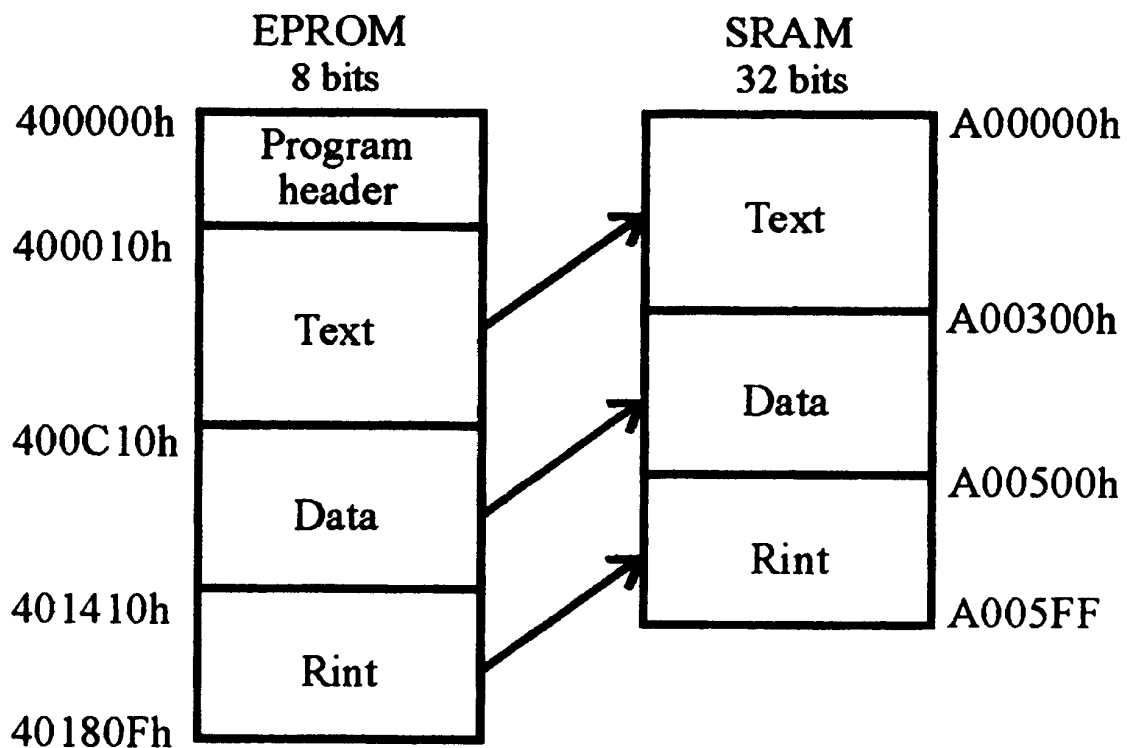 EPROM
8 bits
400000h
Program
header
400010h
Text
400C10h
Data
401410h
Rint
40180Fh
SRAM
32 bits
A00000h
Text
A00300h
Data
A00500h
Rint
A005FF